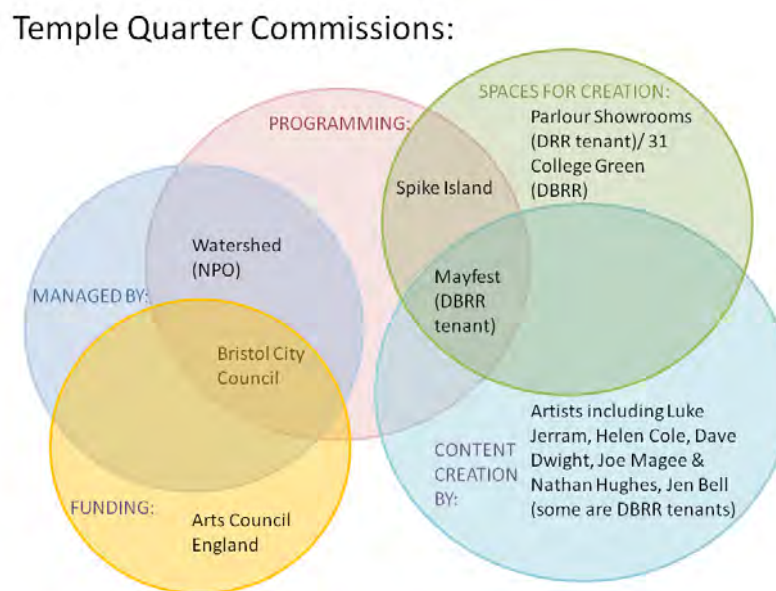 Temple Quarter Commissions:
SPACES FOR CREATION:
Parlour Showrooms
(DRR tenant)/ 31
College Green
(DBRR)
PROGRAMMING:
Spike Island
Watershed
(NPO)
Mayfest
(DBRR
tenant)
MANAGED BY:
Bristol City
Council
Artists including Luke
Jerram, Helen Cole, Dave
Dwight, Joe Magee &
Nathan Hughes, Jen Bell
(some are DBRR tenants)
CONTENT
CREATION
BY:
FUNDING:
Arts Council
England